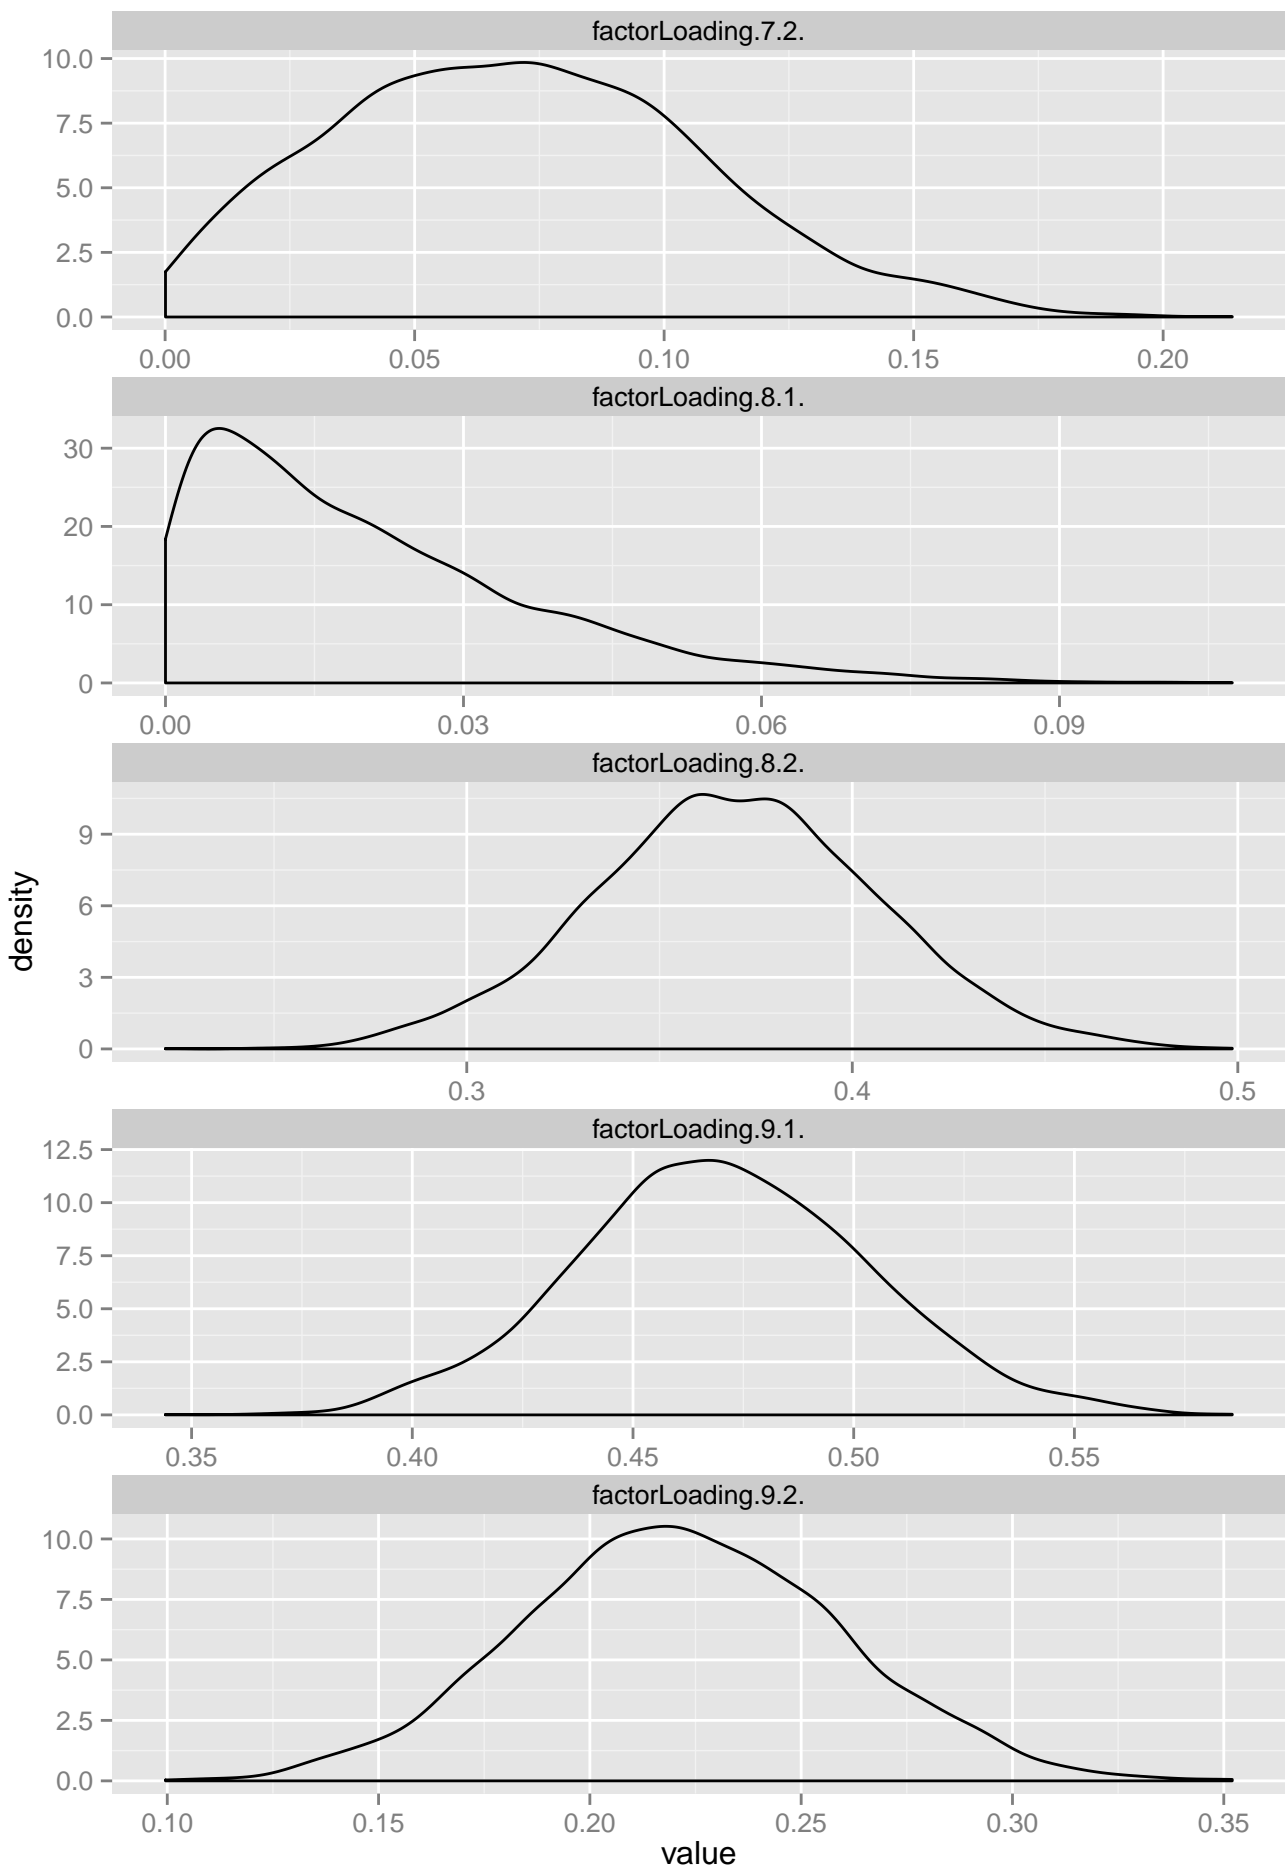 factorLoading.7.2.
10.0
7.5
5.0
2.5
0.0
0.00 0.05 0.10 0.15 0.20
factorLoading.8.1.
30
20
10
0
0.00 0.03 0.06 0.09
factorLoading.8.2.
9
6
3
0
0.3 0.4 0.5
density
factorLoading.9.1.
12.5
10.0
7.5
5.0
2.5
0.0
0.35 0.40 0.45 0.50 0.55
factorLoading.9.2.
10.0
7.5
5.0
2.5
0.0
0.10 0.15 0.20 0.25 0.30 0.35
value